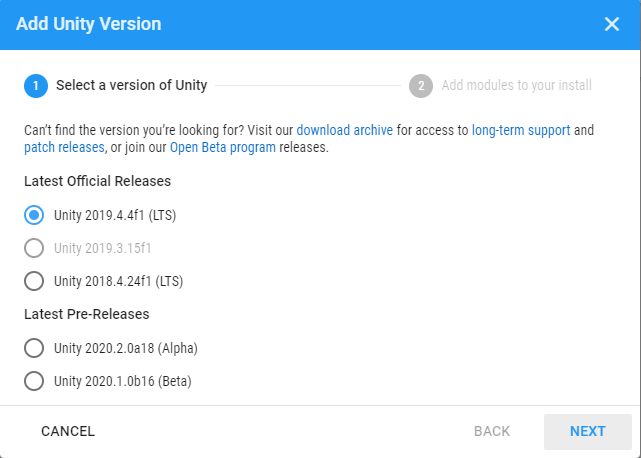 Add Unity Version
1 Select a version of Unity 2 Add modules to your install
Can't find the version you're looking for? Visit our download archive for access to long-term support and
patch releases, or join our Open Beta program releases.
Latest Official Releases
Unity 2019.4.4f1 (LTS)
Unity 2019.3.15f1
Unity 2018.4.24f1 (LTS)
Latest Pre-Releases
Unity 2020.2.0a18 (Alpha)
Unity 2020.1.0b16 (Beta)
CANCEL BACK NEXT